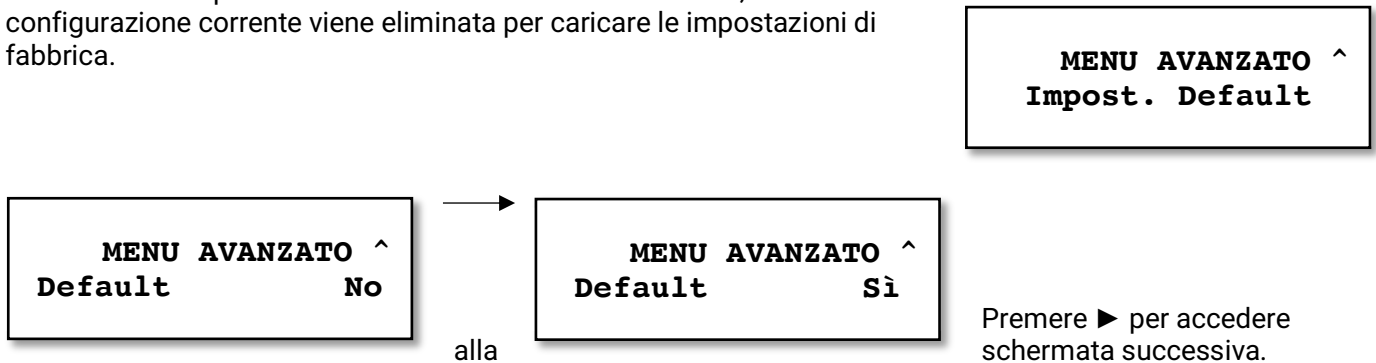 configurazione corrente viene eliminata per caricare le impostazioni di
fabbrica.
MENU AVANZATO ^
Impost. Default
MENU AVANZATO ^
Default No
MENU AVANZATO ^
Default Sì
Premere ► per accedere
alla schermata successiva.